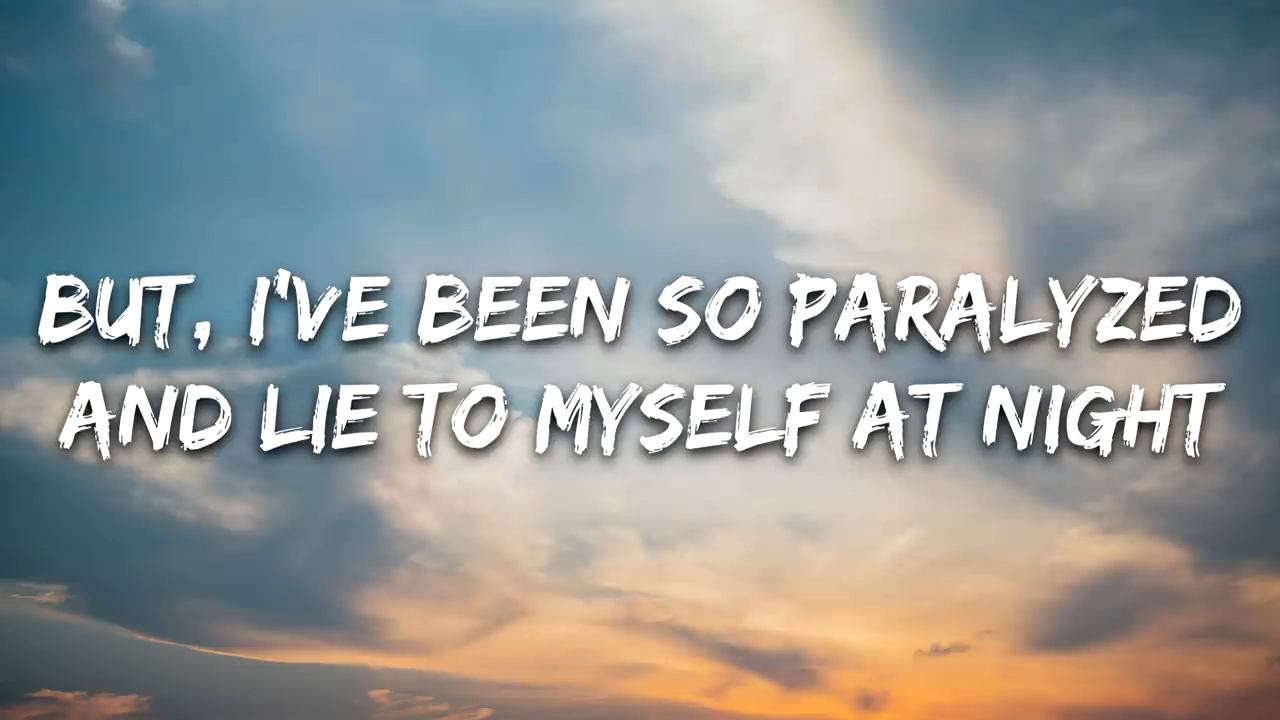 BUT, I'VE BEEN SO PARALYZED
AND LIE TO MYSELF AT NIGHT